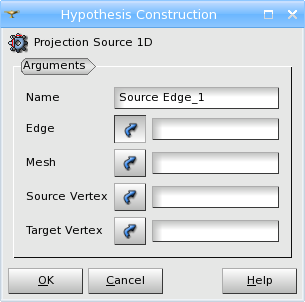 Hypothesis Construction
Projection Source 1D
Arguments
Name Source Edge_1
Edge
Mesh
Source Vertex
Target Vertex
OK Cancel Help